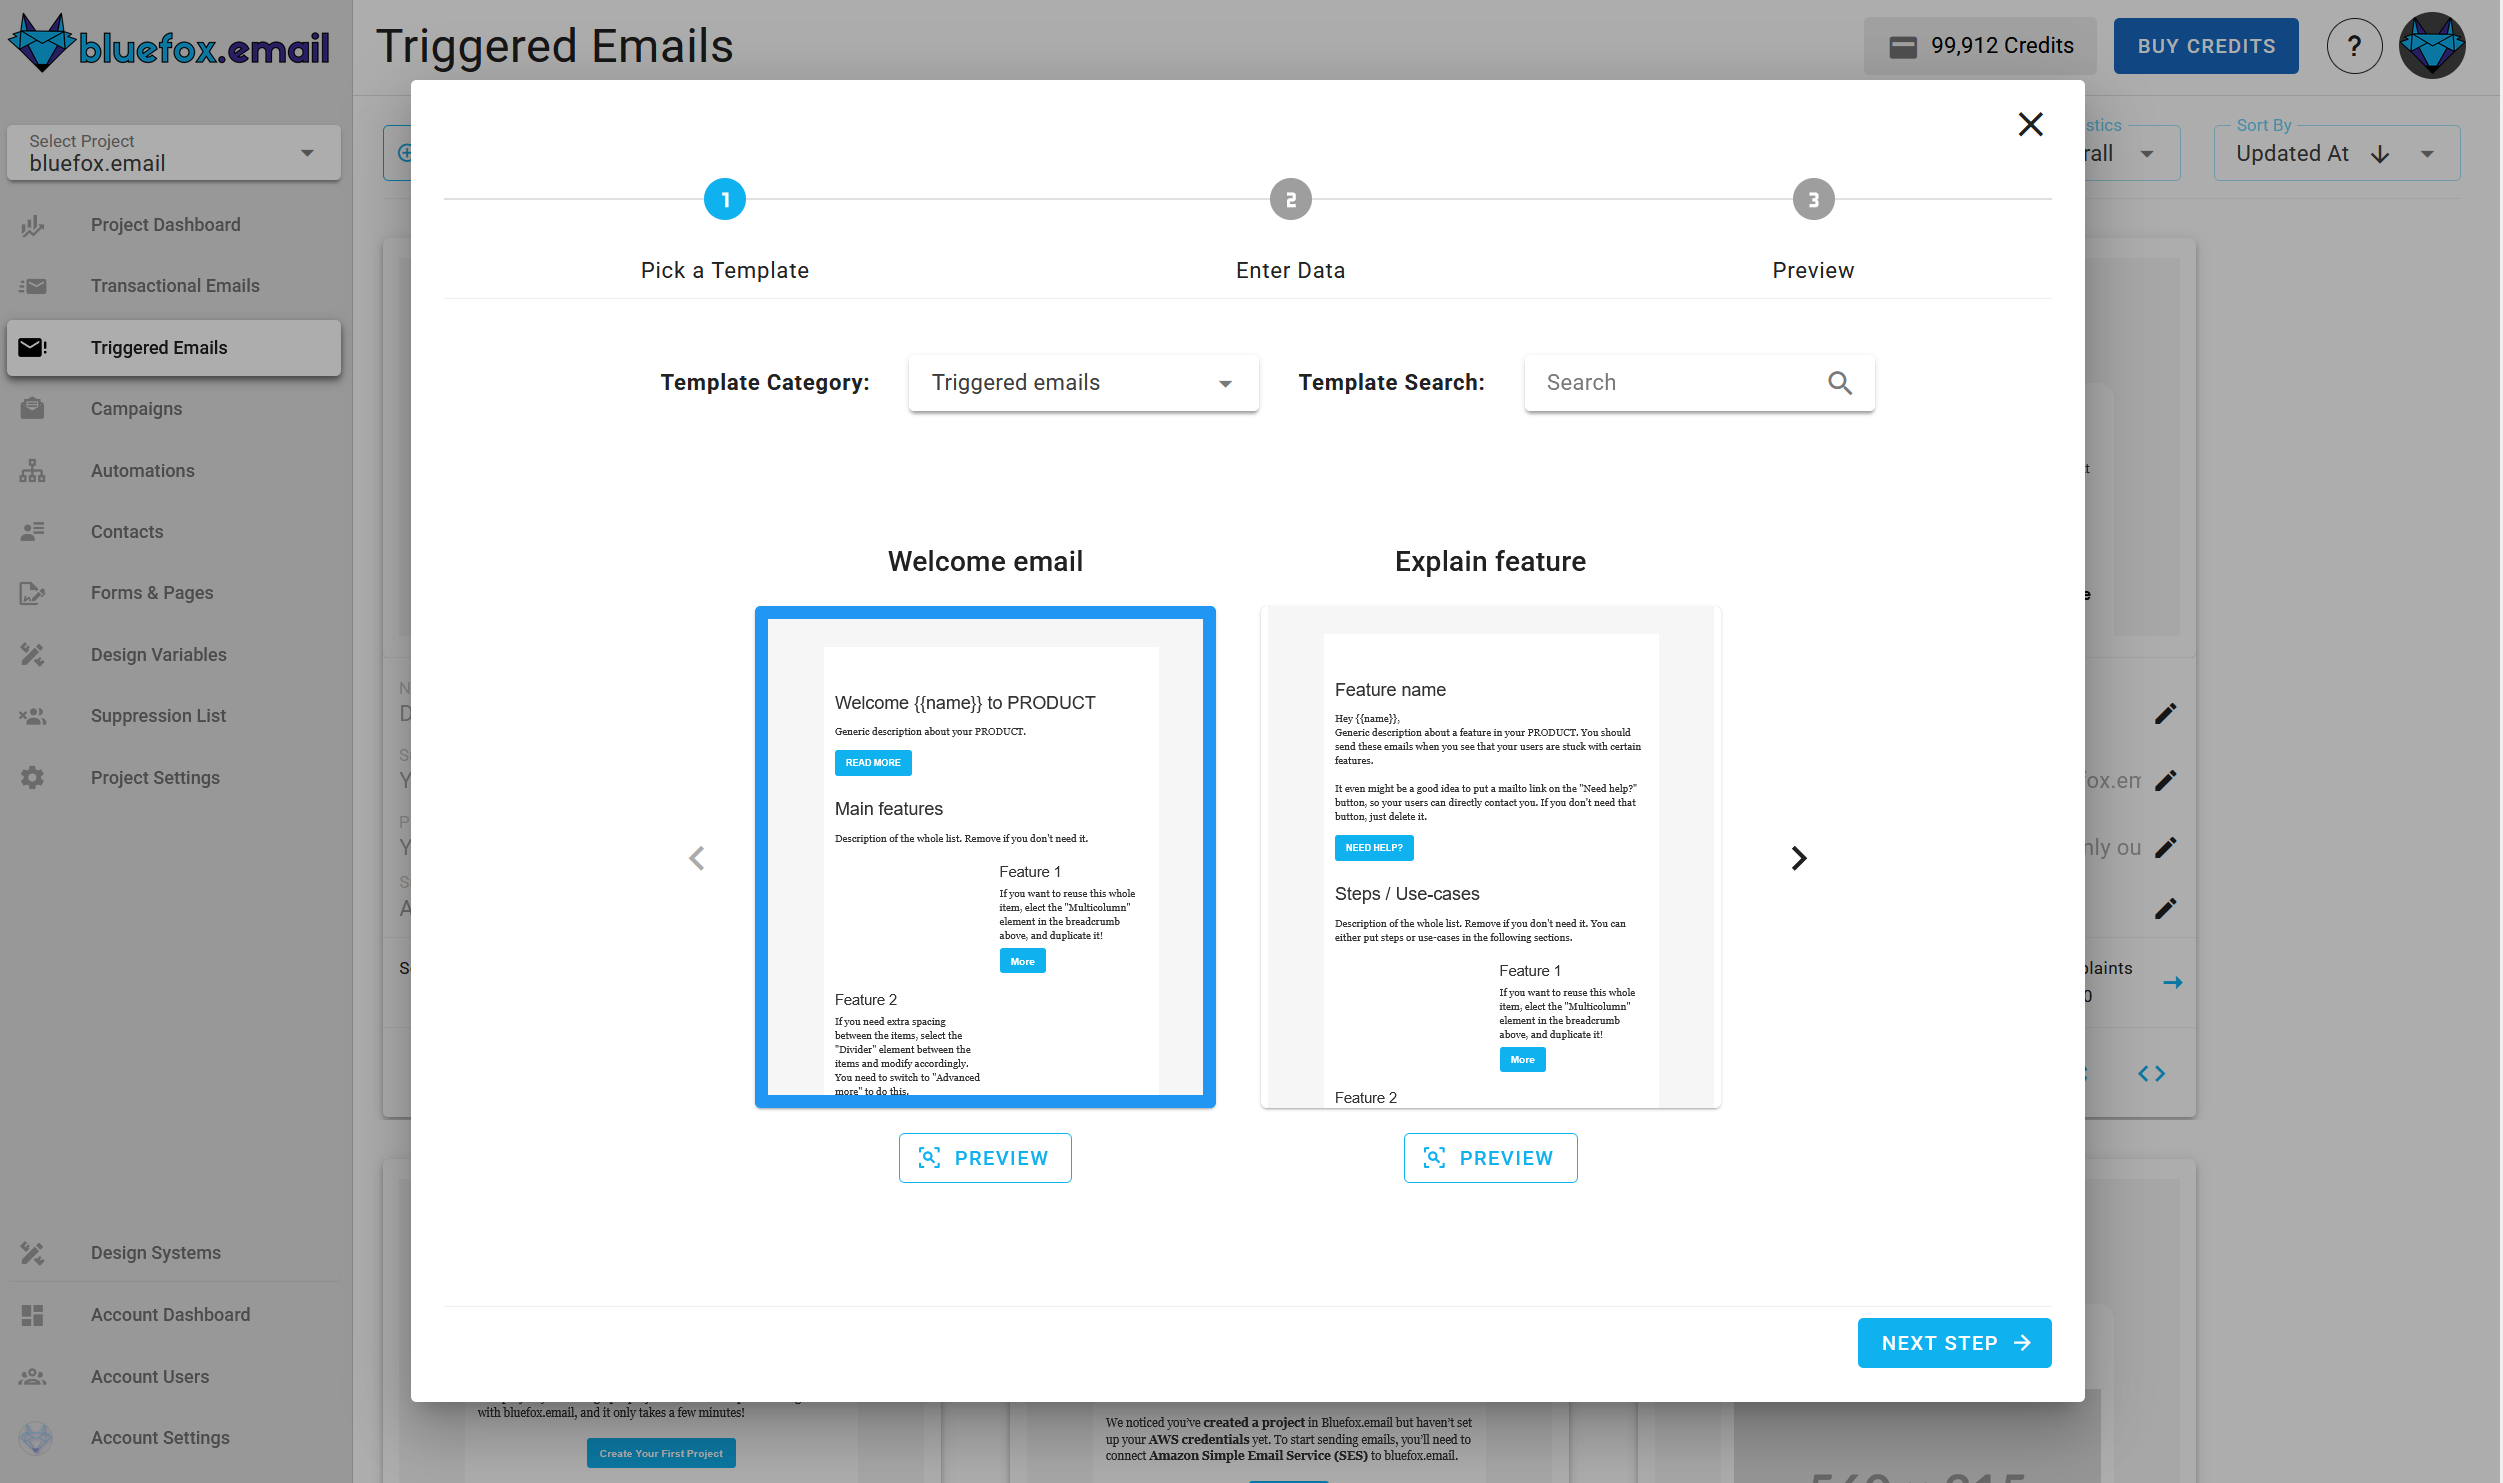 bluefox.email
Triggered Emails
99,912 Credits
BUY CREDITS
?
Select Project
bluefox.email
Project Dashboard
Transactional Emails
Triggered Emails
Campaigns
Automations
Contacts
Forms & Pages
Design Variables
Suppression List
Project Settings
Design Systems
Account Dashboard
Account Users
Account Settings
Sort By
Updated At
1
2
3
Pick a Template
Enter Data
Preview
Template Category:
Triggered emails
Template Search:
Search
Welcome email
Welcome {{name}} to PRODUCT
Generic description about your PRODUCT.
READ MORE
Main features
Description of the whole list. Remove if you don't need it.
Feature 1
If you want to reuse this whole
item, elect the "Multicolumn"
element in the breadcrumb
above, and duplicate it!
More
Feature 2
If you need extra spacing
between the items, select the
"Divider" element between the
items and modify accordingly.
You need to switch to "Advanced
more" to do this.
PREVIEW
Explain feature
Feature name
Hey {{name}},
Generic description about a feature in your PRODUCT. You should
send these emails when you see that your users are stuck with certain
features.
It even might be a good idea to put a mailto link on the "Need help?"
button, so your users can directly contact you. If you don't need that
button, just delete it.
NEED HELP?
Steps / Use-cases
Description of the whole list. Remove if you don't need it. You can
either put steps or use-cases in the following sections.
Feature 1
If you want to reuse this whole
item, elect the "Multicolumn"
element in the breadcrumb
above, and duplicate it!
More
Feature 2
PREVIEW
NEXT STEP
with bluefox.email, and it only takes a few minutes!
Create Your First Project
We noticed you've created a project in Bluefox.email but haven't set
up your AWS credentials yet. To start sending emails, you'll need to
connect Amazon Simple Email Service (SES) to bluefox.email.